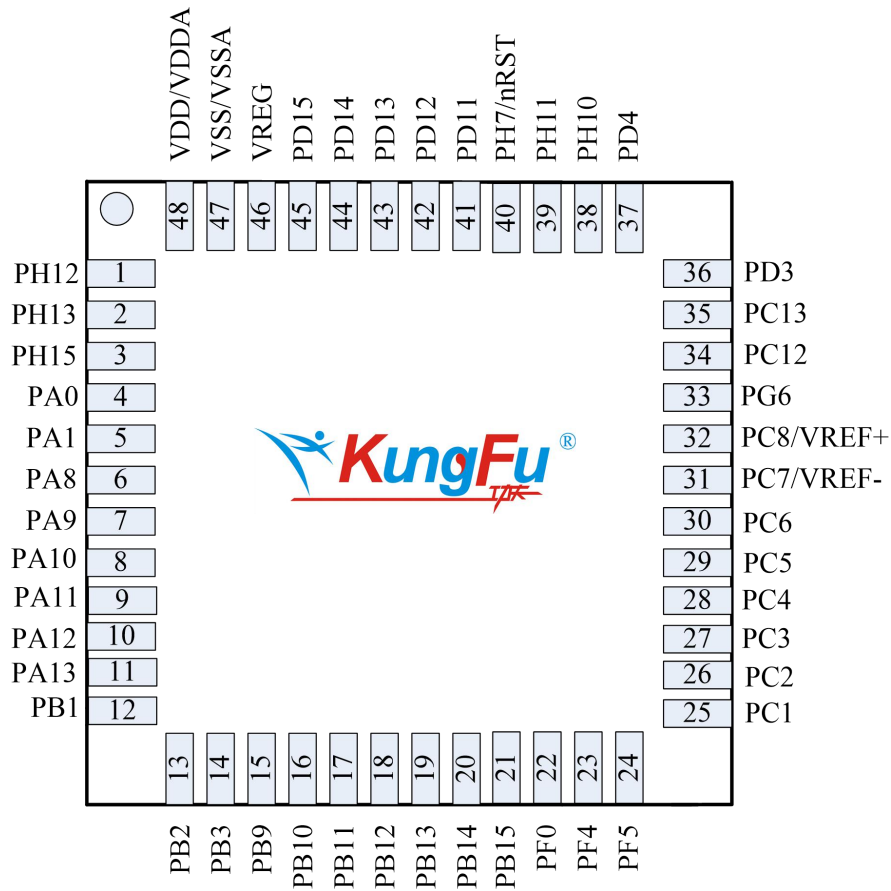 VDD/VDDA
VSS/VSSA
VREG
PD15
PD14
PD13
PD12
PD11
PH7/nRST
PH11
PH10
PD4
48
47
46
45
44
43
42
41
40
39
38
37
PH12 1
PH13 2
PH15 3
PA0 4
PA1 5
PA8 6
PA9 7
PA10 8
PA11 9
PA12 10
PA13 11
PB1 12
36 PD3
35 PC13
34 PC12
33 PG6
32 PC8/VREF+
31 PC7/VREF-
30 PC6
29 PC5
28 PC4
27 PC3
26 PC2
25 PC1
KungFu ®
13
14
15
16
17
18
19
20
21
22
23
24
PB2
PB3
PB9
PB10
PB11
PB12
PB13
PB14
PB15
PF0
PF4
PF5